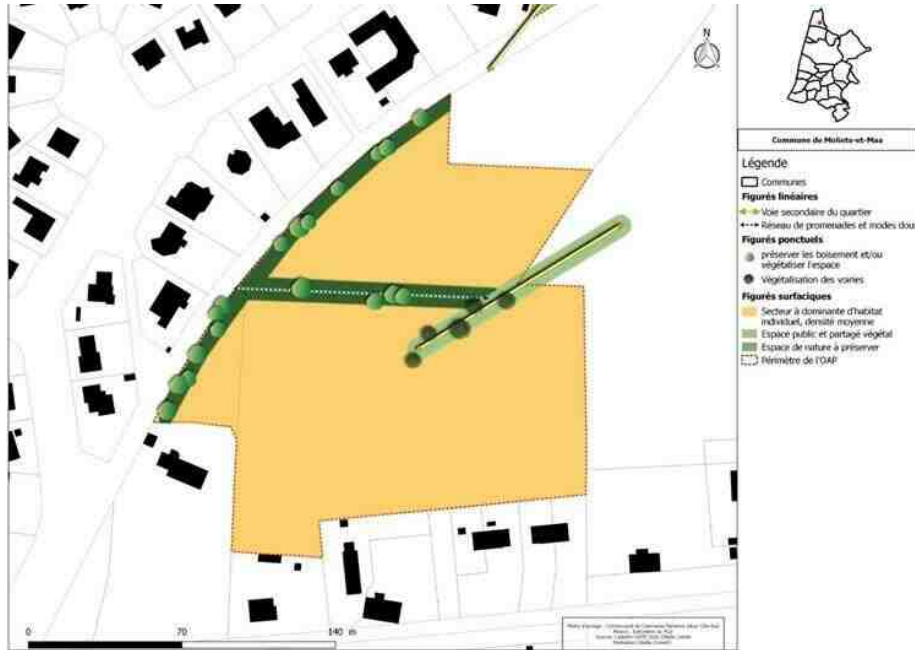 N
Commune de Moliets-et-Maa
Légende
Communes
Figurés linéaires
Voie secondaire du quartier
Réseau de promenades et modes doux
Figurés ponctuels
préserver les boisement et/ou
végétaliser l'espace
Végétalisation des voiries
Figurés surfaciques
Secteur à dominante d'habitat
individuel, densité moyenne
Espace public et partagé végétal
Espace de nature à préserver
Périmètre de l'OAP
0 70 140 m